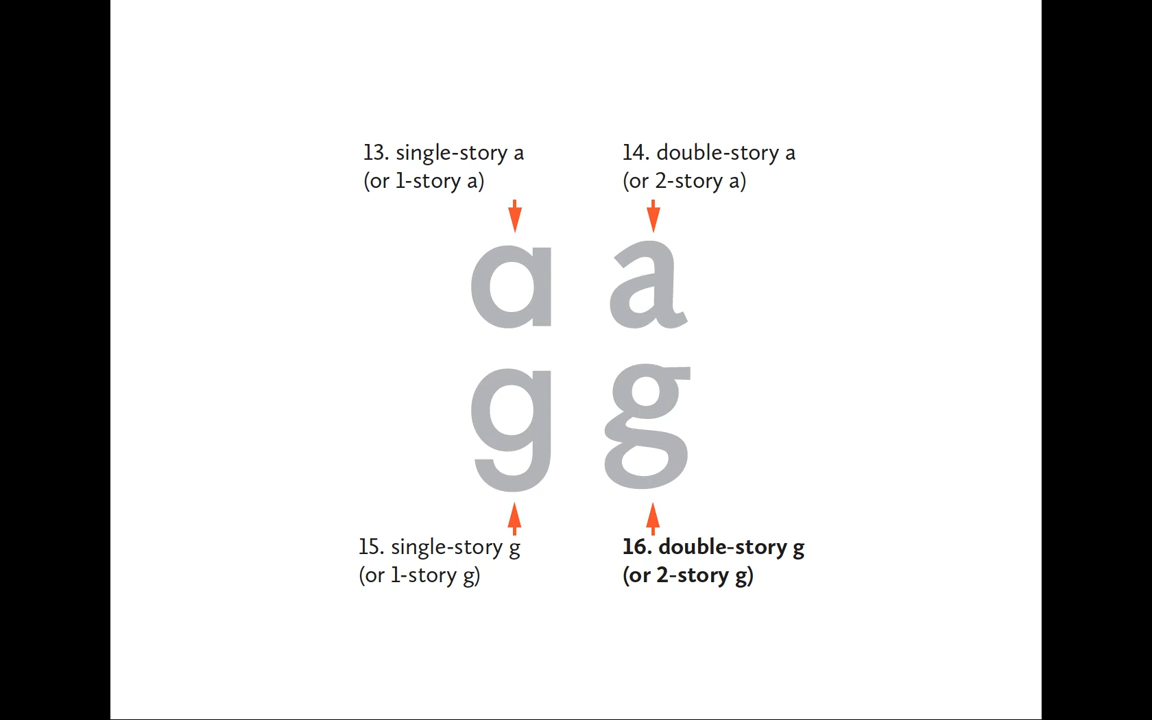 13. single-story a
(or 1-story a)
14. double-story a
(or 2-story a)
a a
g g
15. single-story g
(or 1-story g)
16. double-story g
(or 2-story g)